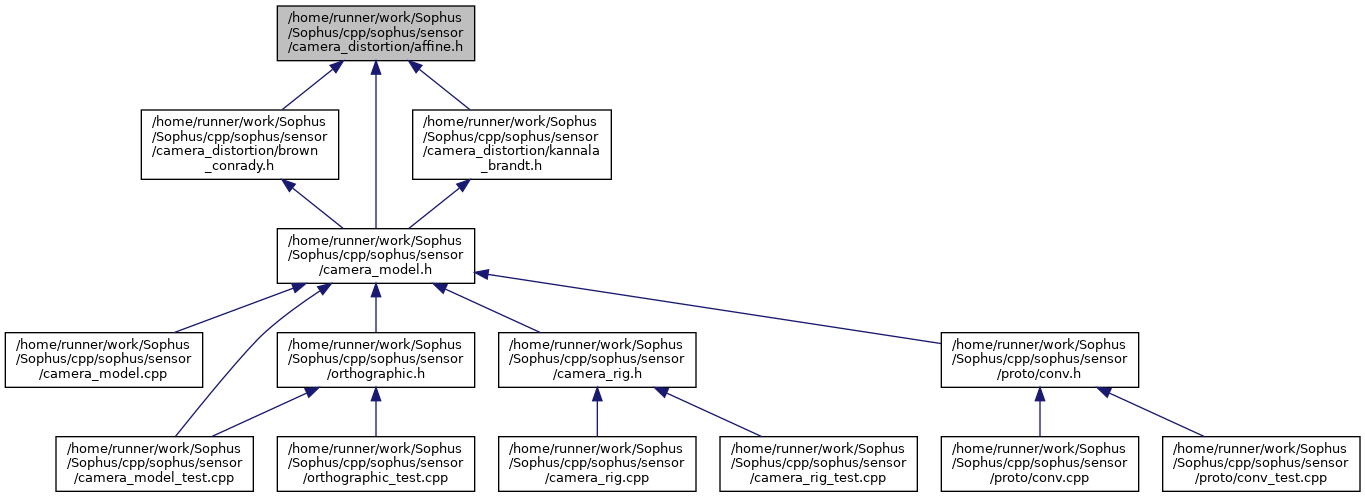 /home/runner/work/Sophus
/Sophus/cpp/sophus/sensor
/camera_distortion/affine.h
/home/runner/work/Sophus
/Sophus/cpp/sophus/sensor
/camera_distortion/brown
_conrady.h
/home/runner/work/Sophus
/Sophus/cpp/sophus/sensor
/camera_distortion/kannala
_brandt.h
/home/runner/work/Sophus
/Sophus/cpp/sophus/sensor
/camera_model.h
/home/runner/work/Sophus
/Sophus/cpp/sophus/sensor
/camera_model.cpp
/home/runner/work/Sophus
/Sophus/cpp/sophus/sensor
/orthographic.h
/home/runner/work/Sophus
/Sophus/cpp/sophus/sensor
/camera_rig.h
/home/runner/work/Sophus
/Sophus/cpp/sophus/sensor
/proto/conv.h
/home/runner/work/Sophus
/Sophus/cpp/sophus/sensor
/camera_model_test.cpp
/home/runner/work/Sophus
/Sophus/cpp/sophus/sensor
/orthographic_test.cpp
/home/runner/work/Sophus
/Sophus/cpp/sophus/sensor
/camera_rig.cpp
/home/runner/work/Sophus
/Sophus/cpp/sophus/sensor
/camera_rig_test.cpp
/home/runner/work/Sophus
/Sophus/cpp/sophus/sensor
/proto/conv.cpp
/home/runner/work/Sophus
/Sophus/cpp/sophus/sensor
/proto/conv_test.cpp